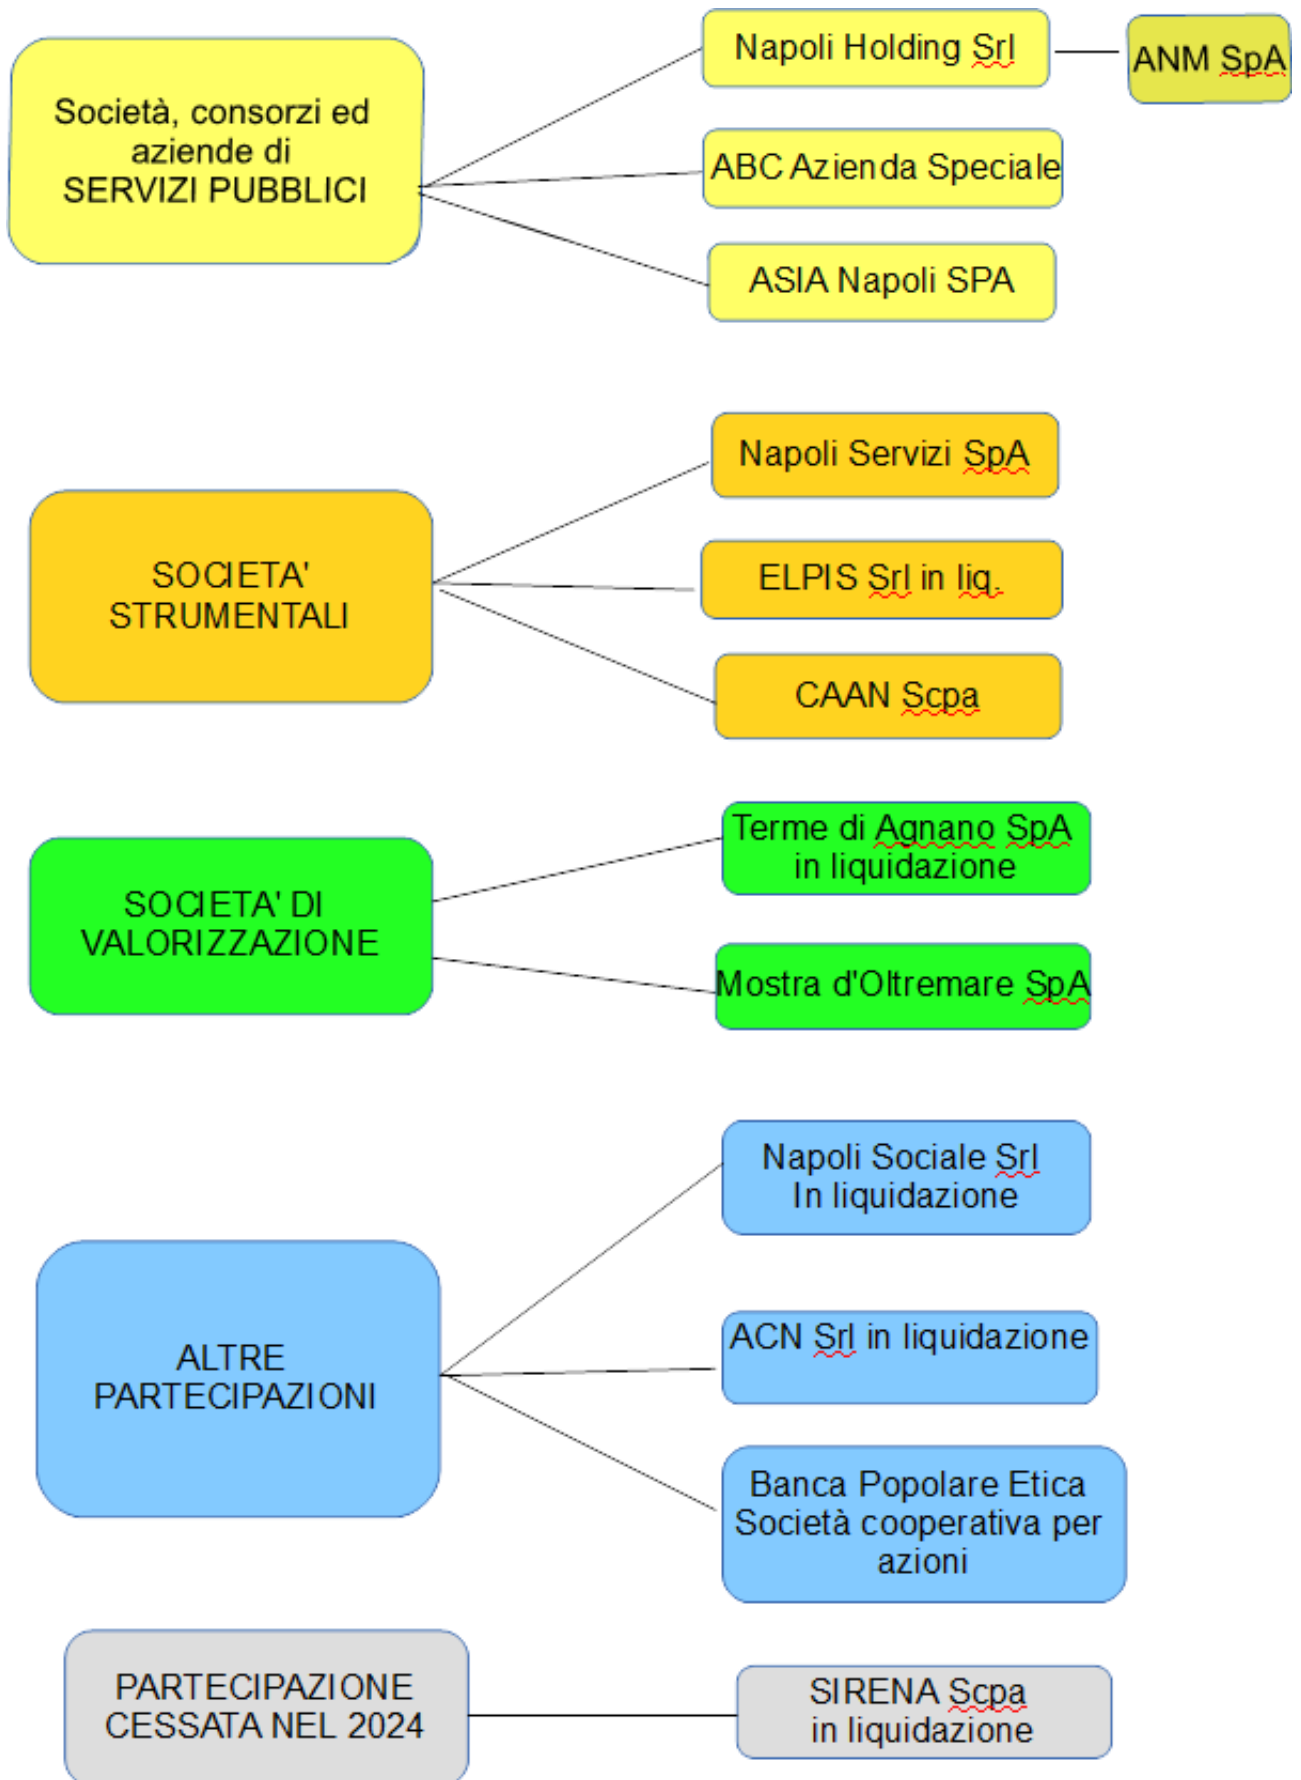 Società, consorzi ed
aziende di
SERVIZI PUBBLICI
Napoli Holding Srl
ANM SpA
ABC Azienda Speciale
ASIA Napoli SPA
SOCIETA'
STRUMENTALI
Napoli Servizi SpA
ELPIS Srl in liq.
CAAN Scpa
SOCIETA' DI
VALORIZZAZIONE
Terme di Agnano SpA
in liquidazione
Mostra d'Oltremare SpA
ALTRE
PARTECIPAZIONI
Napoli Sociale Srl
In liquidazione
ACN Srl in liquidazione
Banca Popolare Etica
Società cooperativa per
azioni
PARTECIPAZIONE
CESSATA NEL 2024
SIRENA Scpa
in liquidazione